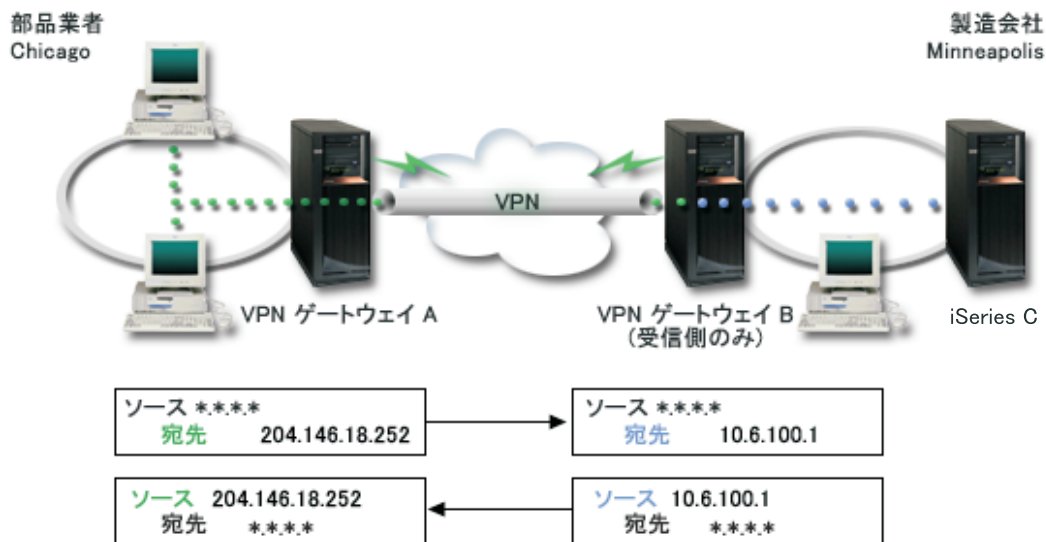 部品業者
Chicago
製造会社
Minneapolis
VPN
VPN ゲートウェイ A
VPN ゲートウェイ B
(受信側のみ)
iSeries C
ソース *.*.*.*
宛先 204.146.18.252
ソース *.*.*.*
宛先 10.6.100.1
ソース 204.146.18.252
宛先 *.*.*.*
ソース 10.6.100.1
宛先 *.*.*.*